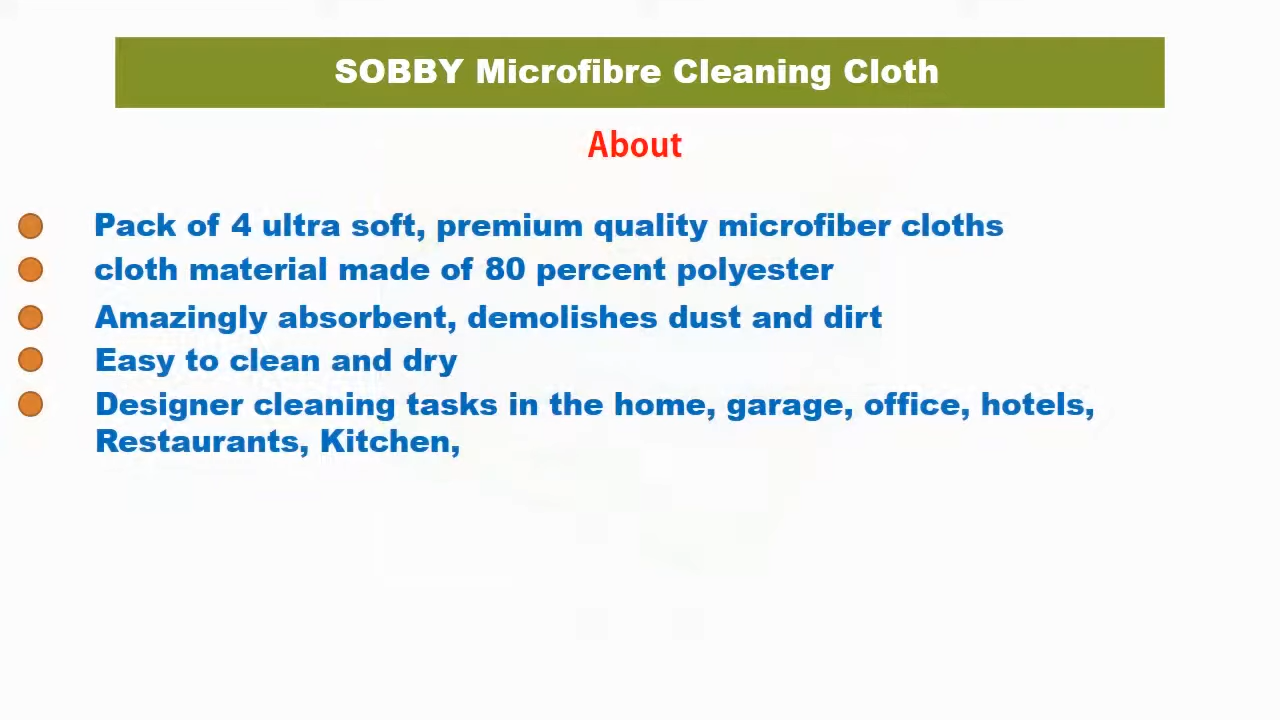 SOBBY Microfibre Cleaning Cloth
About
Pack of 4 ultra soft, premium quality microfiber cloths
cloth material made of 80 percent polyester
Amazingly absorbent, demolishes dust and dirt
Easy to clean and dry
Designer cleaning tasks in the home, garage, office, hotels,
Restaurants, Kitchen,